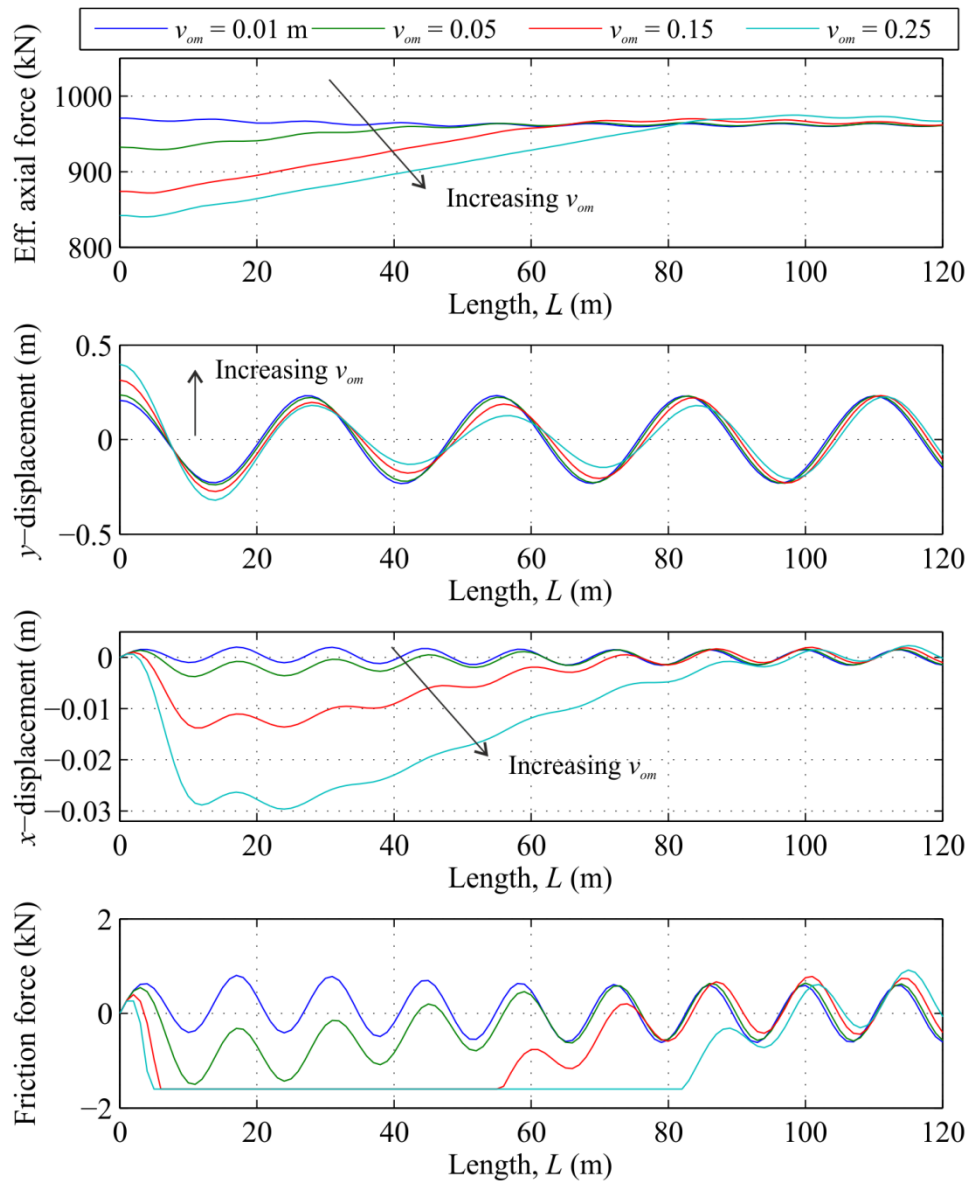 v_om = 0.01 m v_om = 0.05 v_om = 0.15 v_om = 0.25
Eff. axial force (kN)
1000
900
800
Increasing v_om
0 20 40 60 80 100 120
Length, L (m)
y−displacement (m)
0.5
0
−0.5
Increasing v_om
0 20 40 60 80 100 120
Length, L (m)
x−displacement (m)
0
−0.01
−0.02
−0.03
Increasing v_om
0 20 40 60 80 100 120
Length, L (m)
Friction force (kN)
2
0
−2
0 20 40 60 80 100 120
Length, L (m)